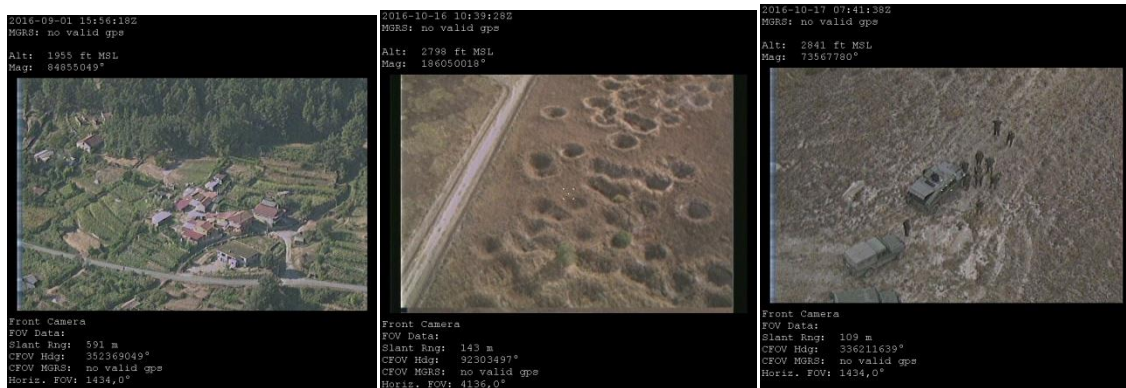 2016-09-01 15:56:18Z
MGRS: no valid gps
Alt: 1955 ft MSL
Mag: 84855049°
Front Camera
FOV Data:
Slant Rng: 591 m
CFOV Hdg: 352369049°
CFOV MGRS: no valid gps
Horiz. FOV: 1434,0°
2016-10-16 10:39:28Z
MGRS: no valid gps
Alt: 2798 ft MSL
Mag: 186050018°
Front Camera
FOV Data:
Slant Rng: 143 m
CFOV Hdg: 92303497°
CFOV MGRS: no valid gps
Horiz. FOV: 4136,0°
2016-10-17 07:41:38Z
MGRS: no valid gps
Alt: 2841 ft MSL
Mag: 73567780°
Front Camera
FOV Data:
Slant Rng: 109 m
CFOV Hdg: 336211639°
CFOV MGRS: no valid gps
Horiz. FOV: 1434,0°